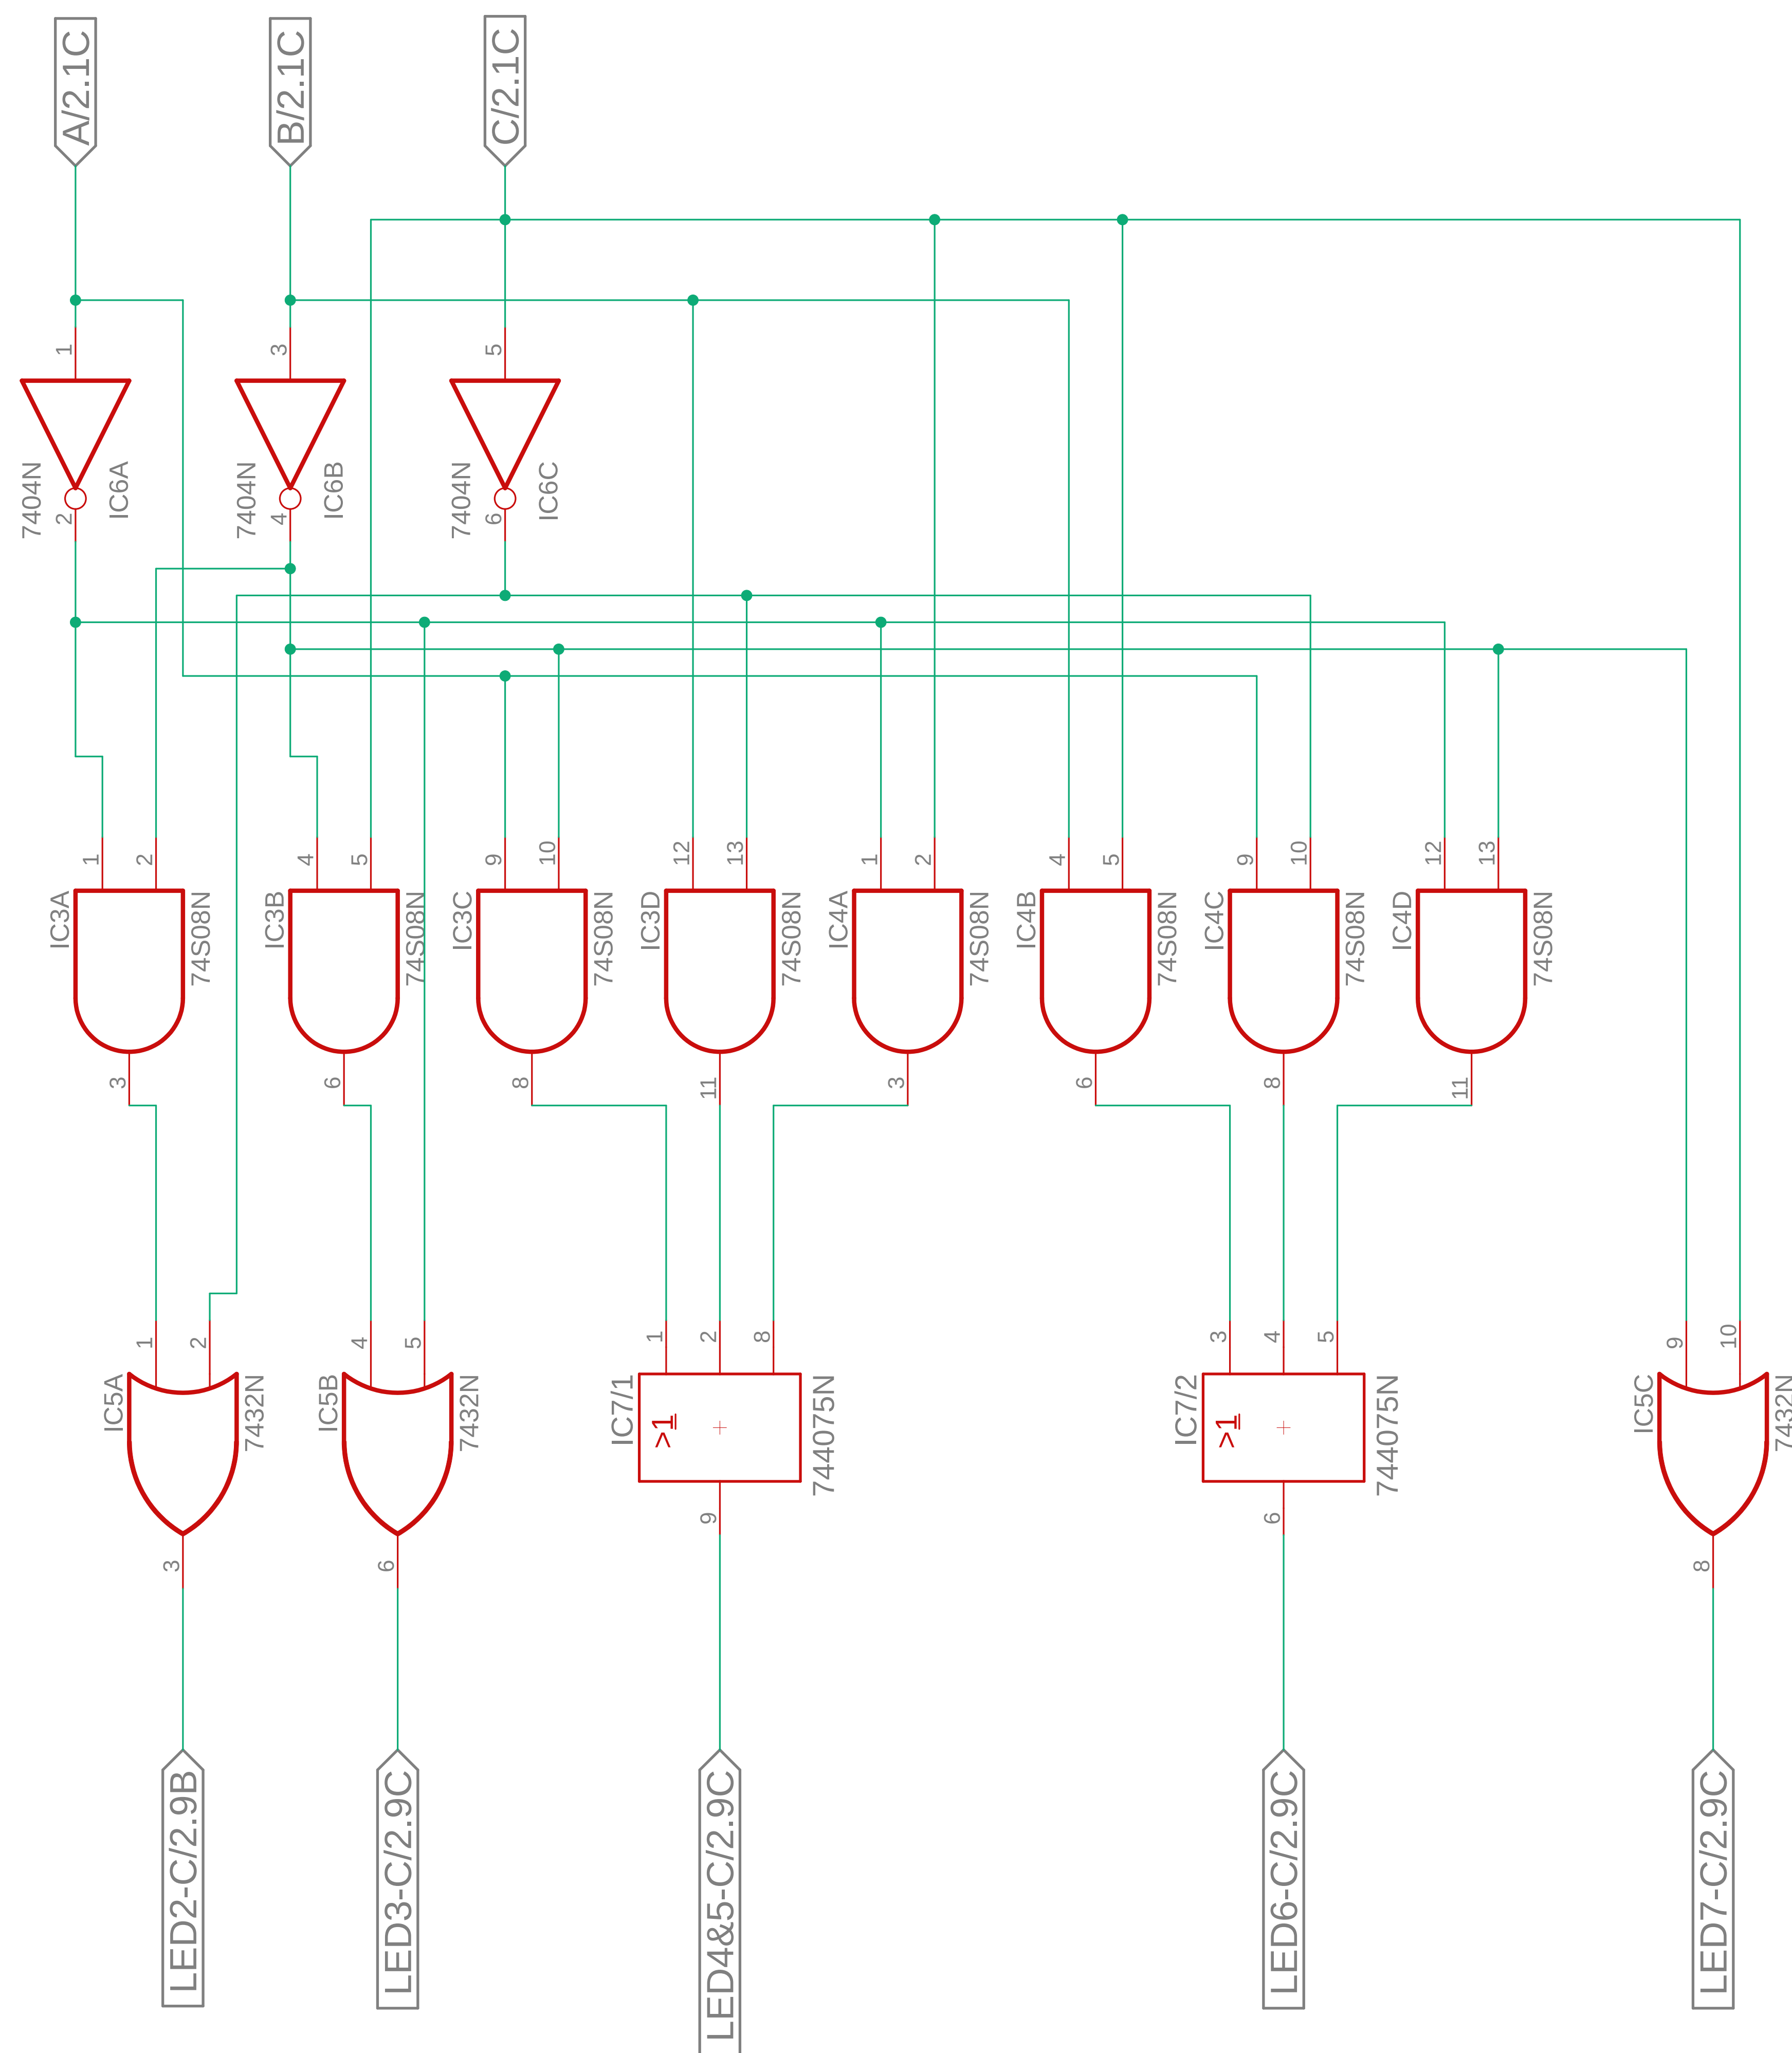 A/2.1C
B/2.1C
C/2.1C
1
3
5
7404N
2
IC6A
7404N
4
IC6B
7404N
6
IC6C
1
2
4
5
9
10
12
13
1
2
4
5
9
10
12
13
IC3A
74S08N
IC3B
74S08N
IC3C
74S08N
IC3D
74S08N
IC4A
74S08N
IC4B
74S08N
IC4C
74S08N
IC4D
74S08N
3
6
8
11
3
6
8
11
1
2
4
5
1
2
8
3
4
5
9
10
IC5A
7432N
IC5B
7432N
IC7/1
>1
7444075N
IC7/2
>1
7444075N
IC5C
7432N
3
6
9
6
8
LED2-C/2.9B
LED3-C/2.9C
LED4&5-C/2.9C
LED6-C/2.9C
LED7-C/2.9C